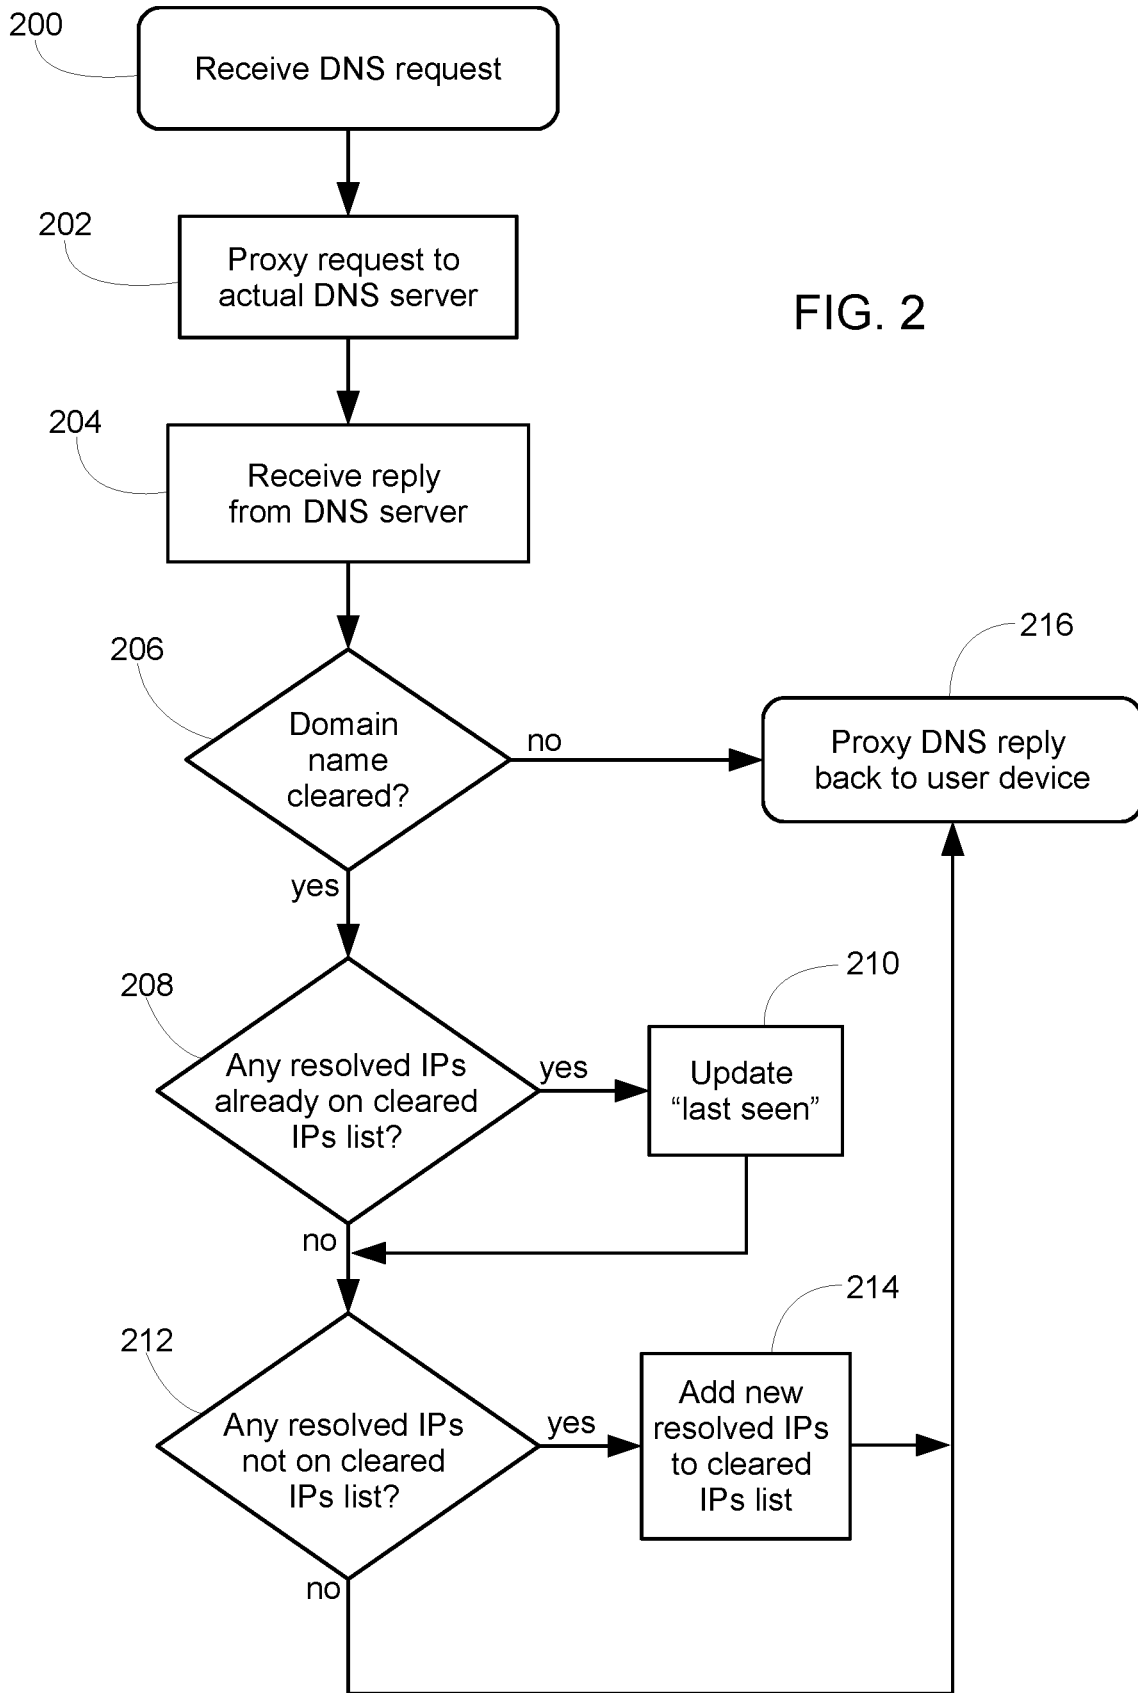 200
Receive DNS request
202
Proxy request to
actual DNS server
FIG. 2
204
Receive reply
from DNS server
206
Domain
name
cleared?
no
216
Proxy DNS reply
back to user device
yes
208
Any resolved IPs
already on cleared
IPs list?
yes
210
Update
“last seen”
no
212
Any resolved IPs
not on cleared
IPs list?
yes
214
Add new
resolved IPs
to cleared
IPs list
no